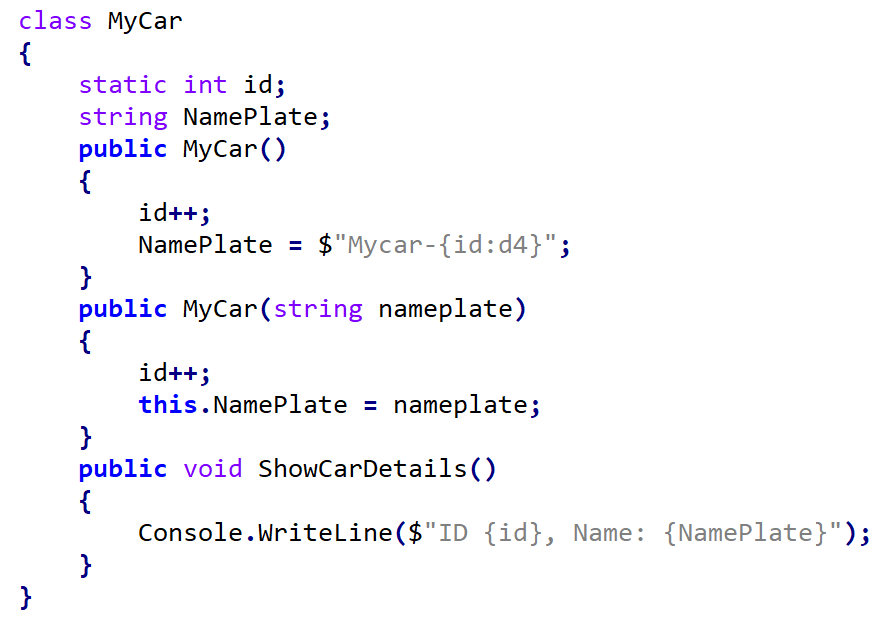 class MyCar
{
    static int id;
    string NamePlate;
    public MyCar()
    {
        id++;
        NamePlate = $"Mycar-{id:d4}";
    }
    public MyCar(string nameplate)
    {
        id++;
        this.NamePlate = nameplate;
    }
    public void ShowCarDetails()
    {
        Console.WriteLine($"ID {id}, Name: {NamePlate}");
    }
}